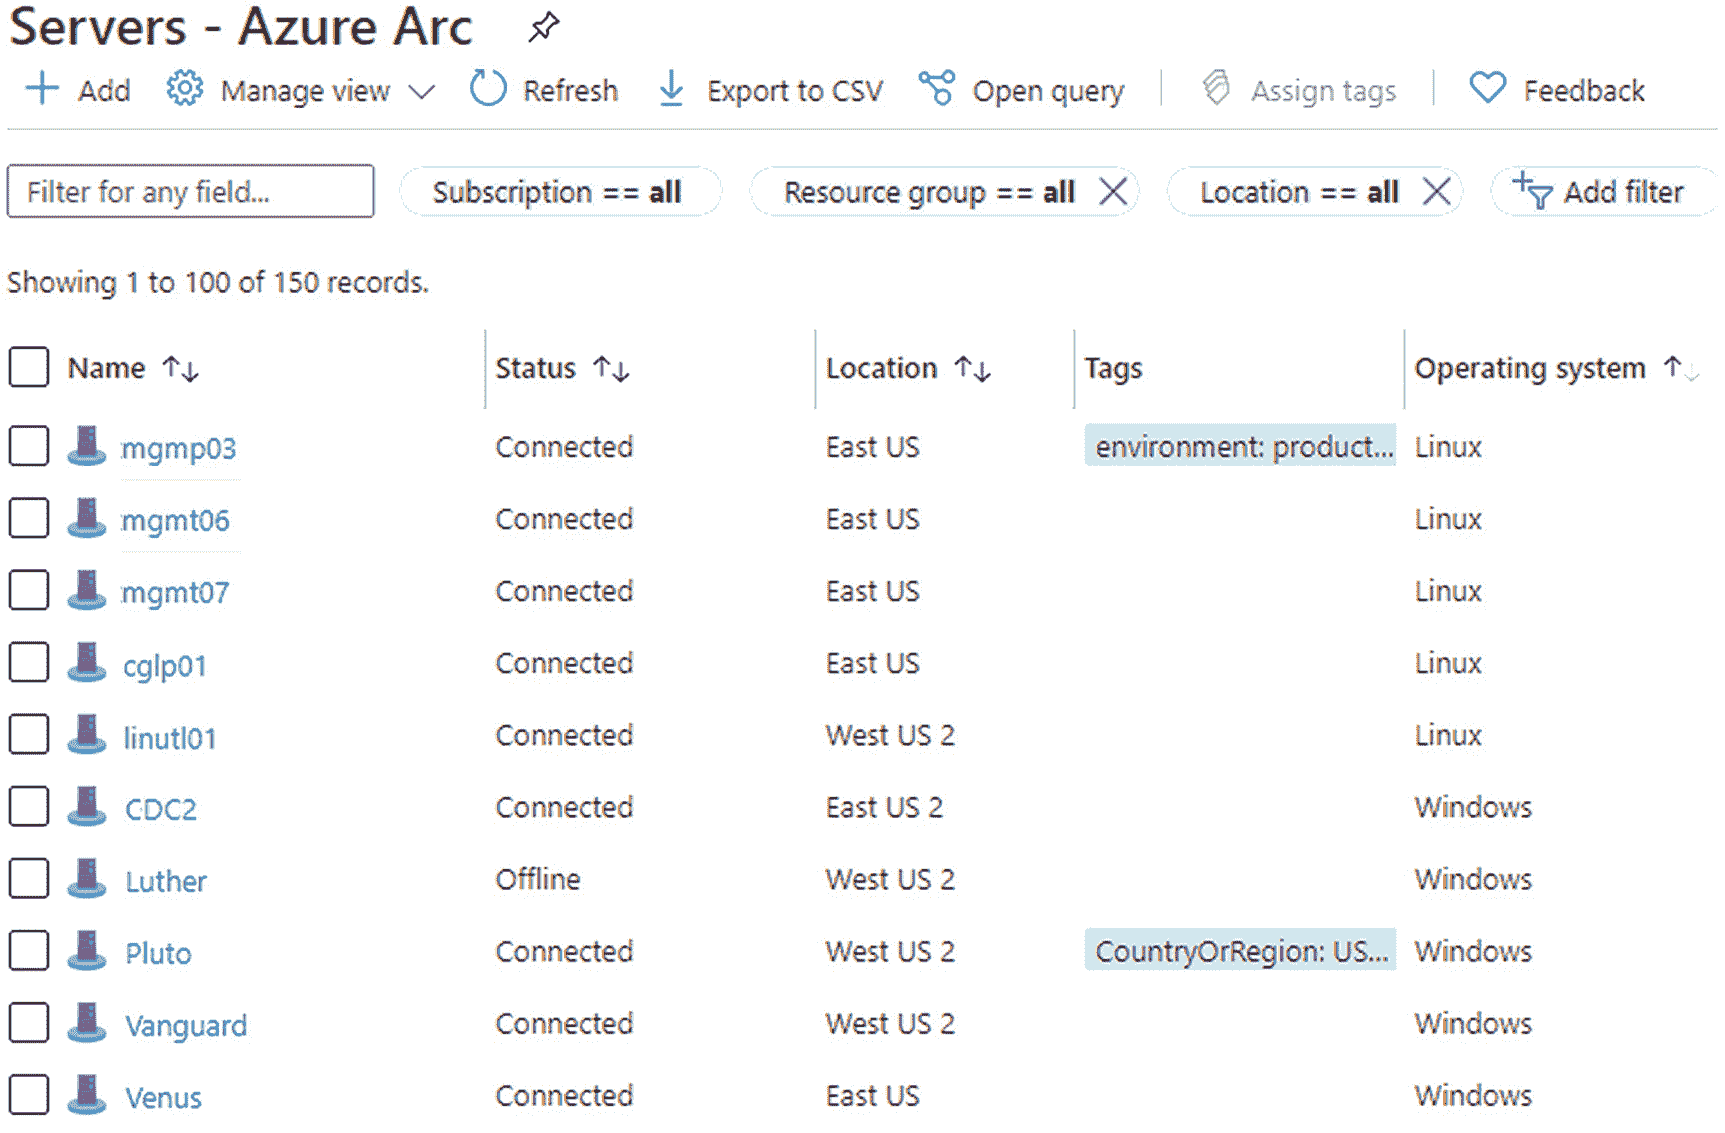 Servers - Azure Arc
Add Manage view Refresh Export to CSV Open query Assign tags Feedback
Filter for any field... Subscription == all Resource group == all Location == all Add filter
Showing 1 to 100 of 150 records.
Name Status Location Tags Operating system
mgmp03 Connected East US environment: product... Linux
mgmt06 Connected East US Linux
mgmt07 Connected East US Linux
cglp01 Connected East US Linux
linutl01 Connected West US 2 Linux
CDC2 Connected East US 2 Windows
Luther Offline West US 2 Windows
Pluto Connected West US 2 CountryOrRegion: US... Windows
Vanguard Connected West US 2 Windows
Venus Connected East US Windows